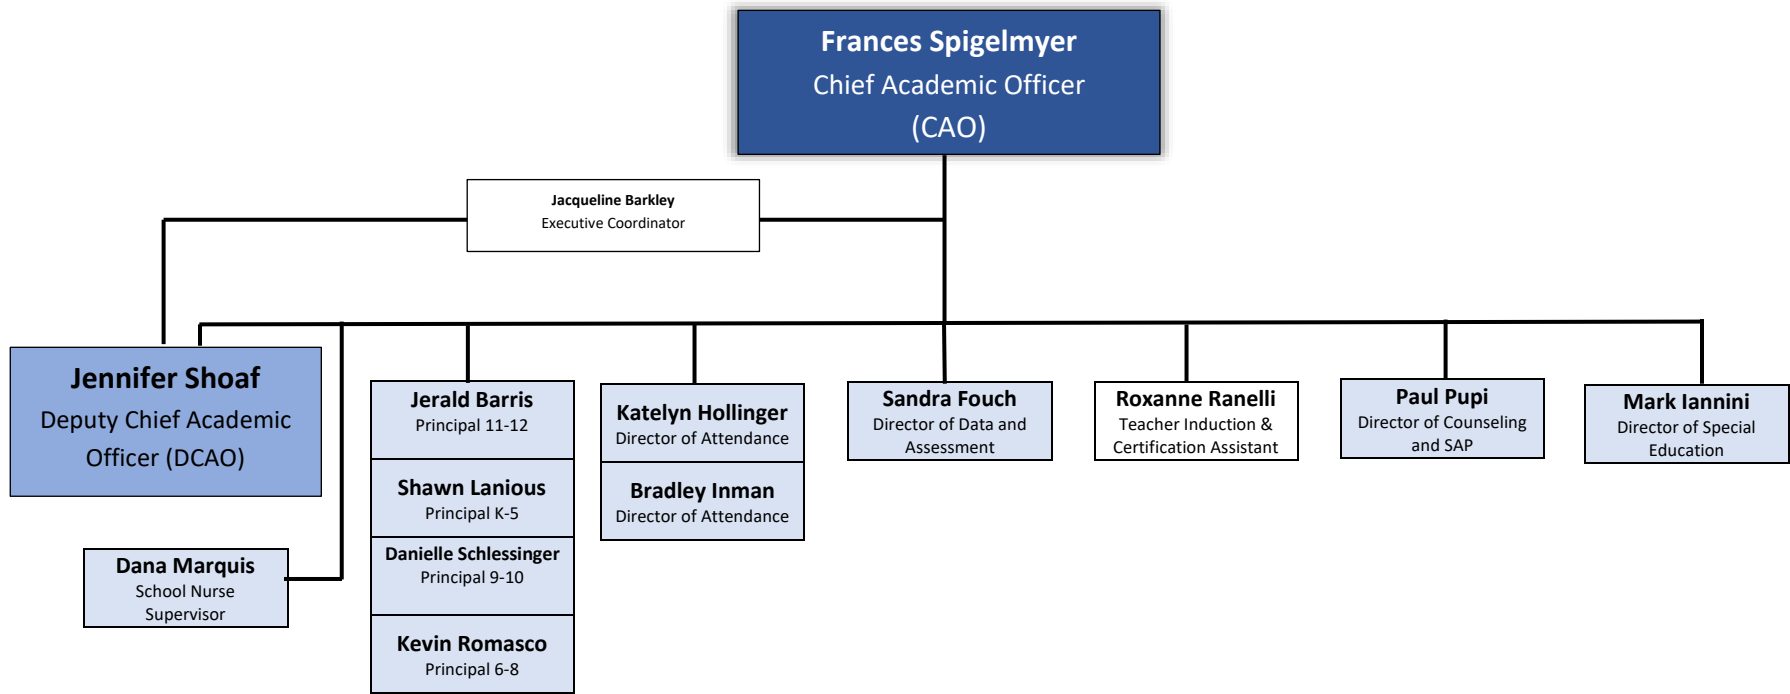 Frances Spigelmyer
Chief Academic Officer
(CAO)
Jacqueline Barkley
Executive Coordinator
Jennifer Shoaf
Deputy Chief Academic
Officer (DCAO)
Dana Marquis
School Nurse
Supervisor
Jerald Barris
Principal 11-12
Shawn Lanious
Principal K-5
Danielle Schlessinger
Principal 9-10
Kevin Romasco
Principal 6-8
Katelyn Hollinger
Director of Attendance
Bradley Inman
Director of Attendance
Sandra Fouch
Director of Data and
Assessment
Roxanne Ranelli
Teacher Induction &
Certification Assistant
Paul Pupi
Director of Counseling
and SAP
Mark Iannini
Director of Special
Education